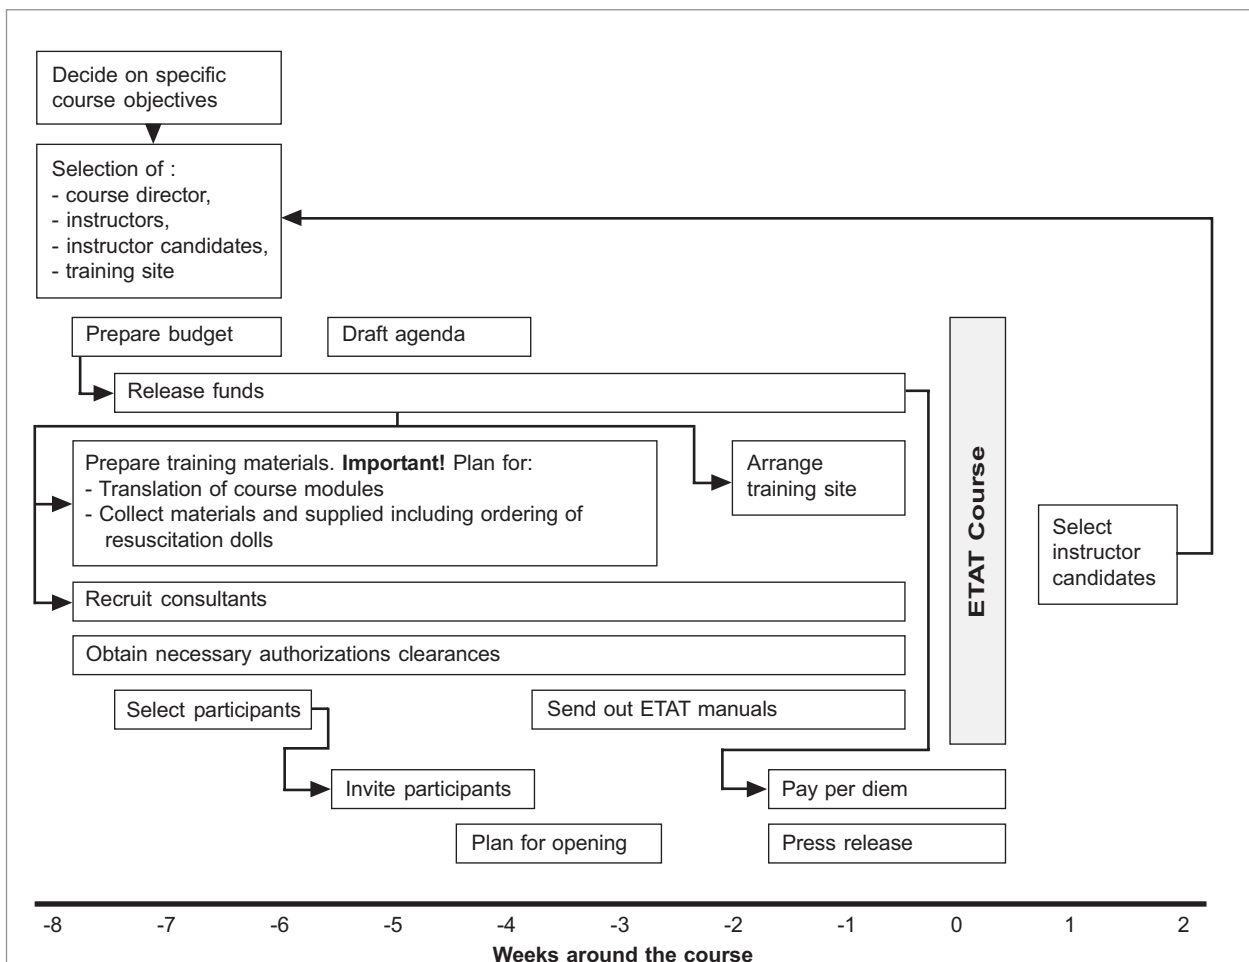 Decide on specific
course objectives
Selection of :
- course director,
- instructors,
- instructor candidates,
- training site
Prepare budget
Draft agenda
Release funds
Prepare training materials. Important! Plan for:
- Translation of course modules
- Collect materials and supplied including ordering of
resuscitation dolls
Arrange
training site
ETAT Course
Select
instructor
candidates
Recruit consultants
Obtain necessary authorizations clearances
Select participants
Send out ETAT manuals
Invite participants
Pay per diem
Plan for opening
Press release
-8 -7 -6 -5 -4 -3 -2 -1 0 1 2
Weeks around the course